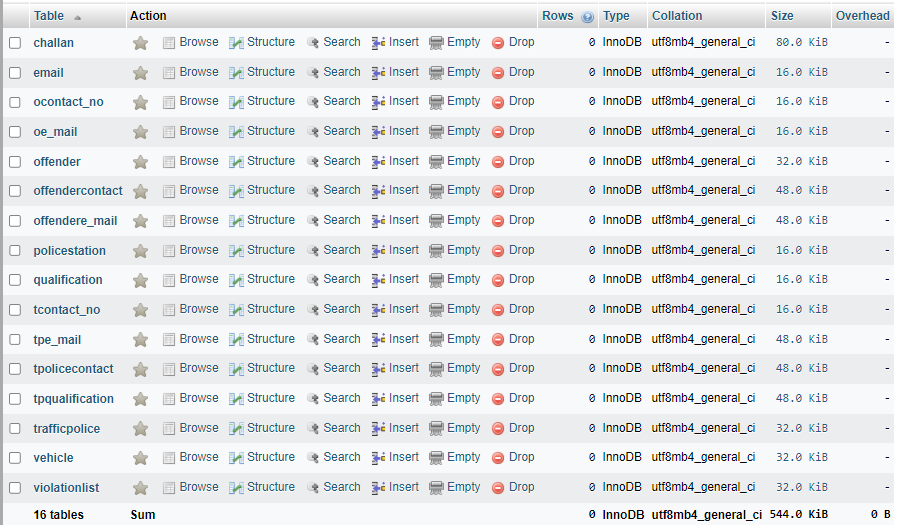 Table Action Rows Type Collation Size Overhead
challan Browse Structure Search Insert Empty Drop 0 InnoDB utf8mb4_general_ci 80.0 KiB -
email Browse Structure Search Insert Empty Drop 0 InnoDB utf8mb4_general_ci 16.0 KiB -
ocontact_no Browse Structure Search Insert Empty Drop 0 InnoDB utf8mb4_general_ci 16.0 KiB -
oe_mail Browse Structure Search Insert Empty Drop 0 InnoDB utf8mb4_general_ci 16.0 KiB -
offender Browse Structure Search Insert Empty Drop 0 InnoDB utf8mb4_general_ci 32.0 KiB -
offendercontact Browse Structure Search Insert Empty Drop 0 InnoDB utf8mb4_general_ci 48.0 KiB -
offendere_mail Browse Structure Search Insert Empty Drop 0 InnoDB utf8mb4_general_ci 48.0 KiB -
policestation Browse Structure Search Insert Empty Drop 0 InnoDB utf8mb4_general_ci 16.0 KiB -
qualification Browse Structure Search Insert Empty Drop 0 InnoDB utf8mb4_general_ci 16.0 KiB -
tcontact_no Browse Structure Search Insert Empty Drop 0 InnoDB utf8mb4_general_ci 16.0 KiB -
tpe_mail Browse Structure Search Insert Empty Drop 0 InnoDB utf8mb4_general_ci 48.0 KiB -
tpolicecontact Browse Structure Search Insert Empty Drop 0 InnoDB utf8mb4_general_ci 48.0 KiB -
tpqualification Browse Structure Search Insert Empty Drop 0 InnoDB utf8mb4_general_ci 48.0 KiB -
trafficpolice Browse Structure Search Insert Empty Drop 0 InnoDB utf8mb4_general_ci 32.0 KiB -
vehicle Browse Structure Search Insert Empty Drop 0 InnoDB utf8mb4_general_ci 32.0 KiB -
violationlist Browse Structure Search Insert Empty Drop 0 InnoDB utf8mb4_general_ci 32.0 KiB -
16 tables Sum 0 InnoDB utf8mb4_general_ci 544.0 KiB 0 B